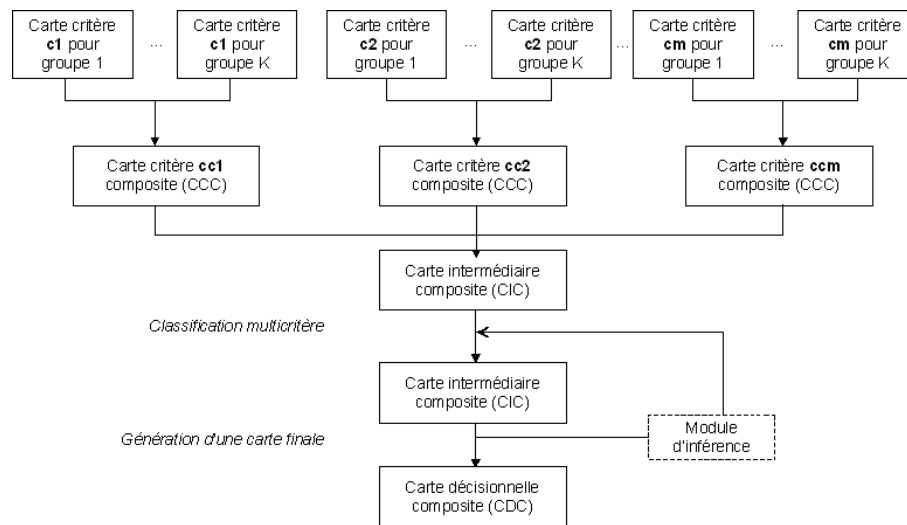 Carte critère
c1 pour
groupe 1
...
Carte critère
c1 pour
groupe K
Carte critère
c2 pour
groupe 1
...
Carte critère
c2 pour
groupe K
...
Carte critère
cm pour
groupe 1
...
Carte critère
cm pour
groupe K
Carte critère cc1
composite (CCC)
Carte critère cc2
composite (CCC)
Carte critère ccm
composite (CCC)
Carte intermédiaire
composite (CIC)
Classification multicritère
Carte intermédiaire
composite (CIC)
Génération d'une carte finale
Module
d'inférence
Carte décisionnelle
composite (CDC)